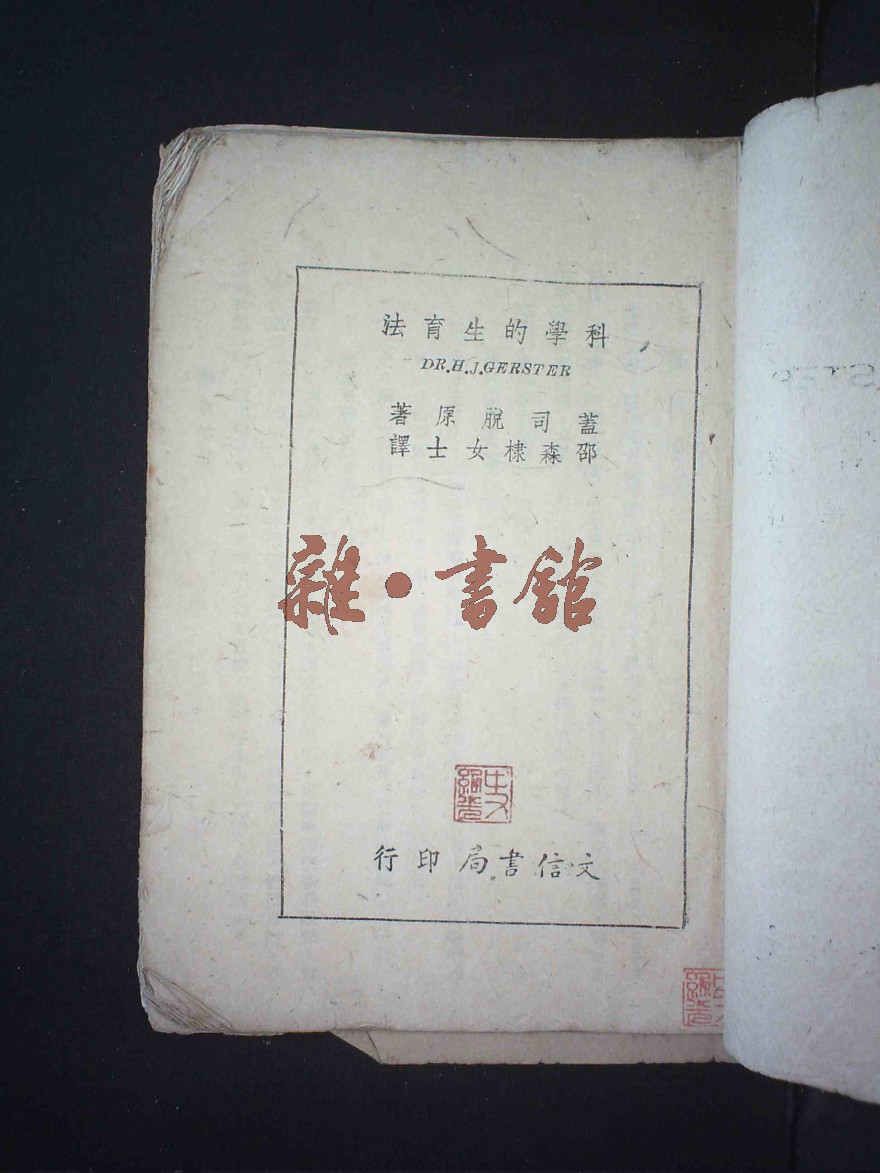 科學的生育法
DR.H.J.GERSTER
蓋司脫原著
邵森棣女士譯
雜·書館
文信書局印行